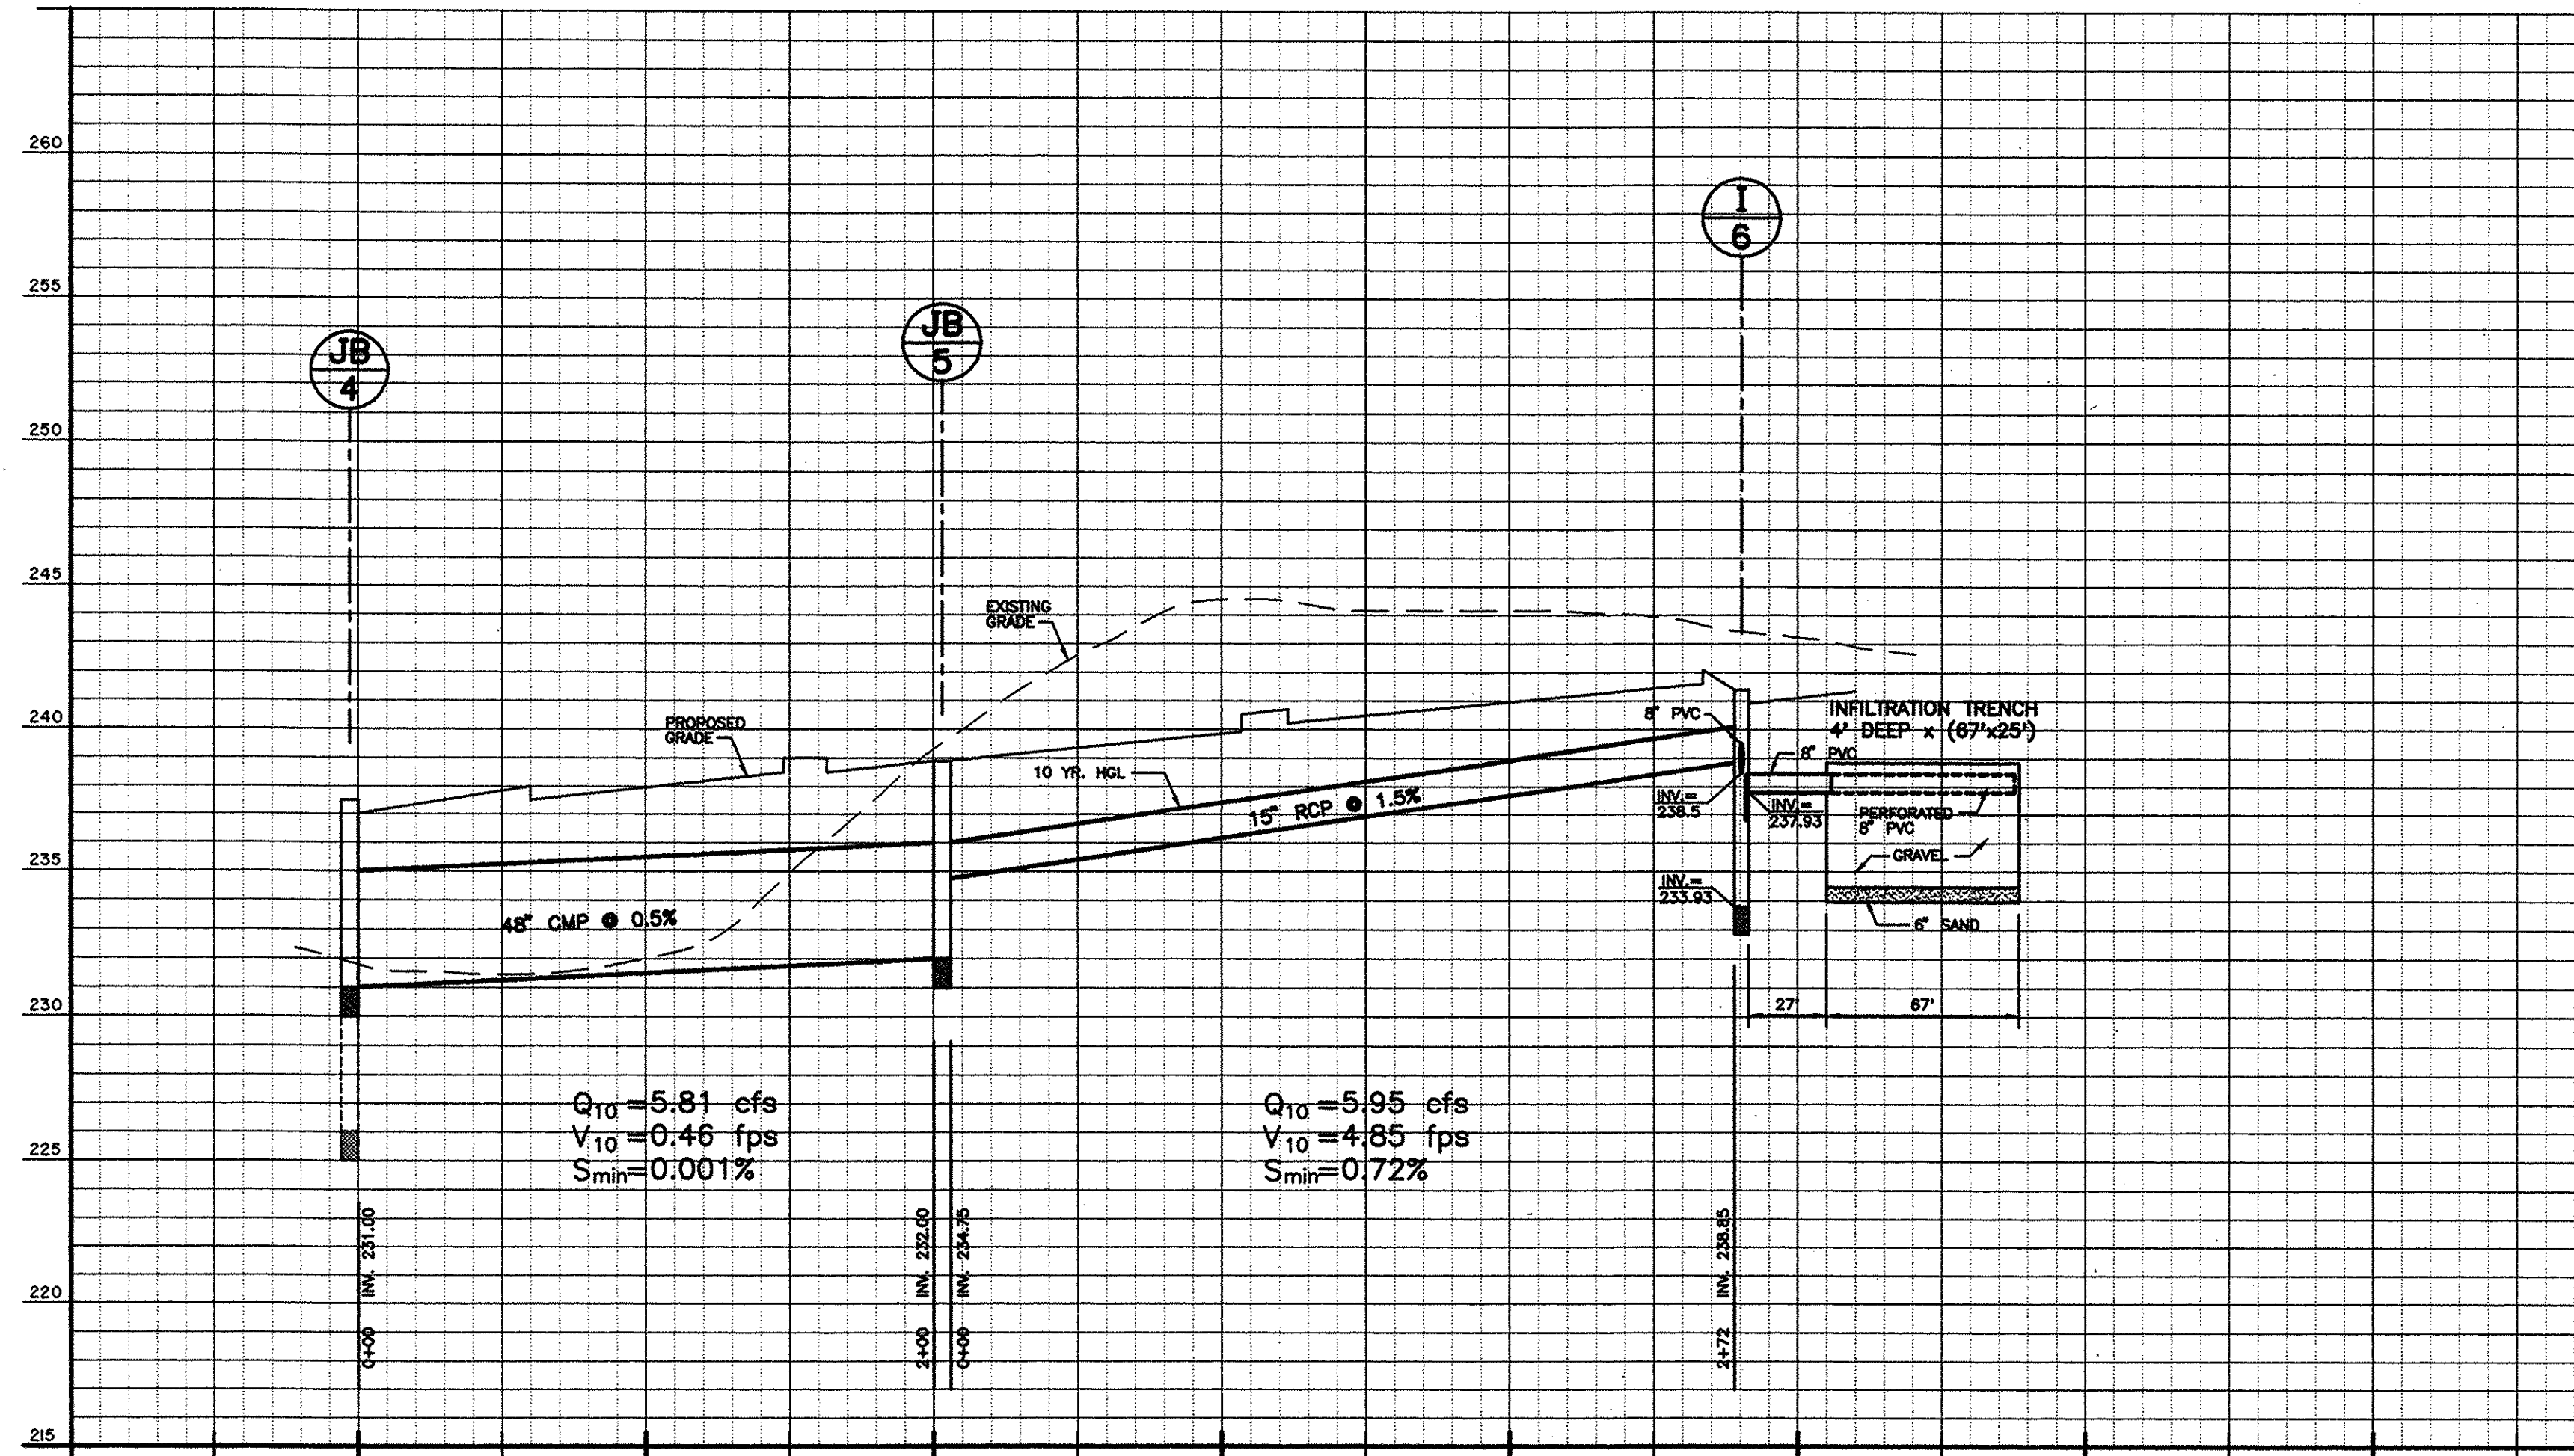 260
255
250
245
240
235
230
225
220
215
JB
4
JB
5
I
6
EXISTING
GRADE
PROPOSED
GRADE
10 YR. HGL
48" CMP @ 0.5%
15" RCP @ 1.5%
8" PVC
INFILTRATION TRENCH
4' DEEP x (67'x25')
8" PVC
INV.=
238.5
INV.=
237.93
PERFORATED
8" PVC
GRAVEL
INV.=
233.93
6" SAND
27'
67'
Q10=5.81 cfs
V10=0.46 fps
Smin=0.001%
Q10=5.95 cfs
V10=4.85 fps
Smin=0.72%
0+00 INV. 231.00
2+00 INV. 232.00
0+00 INV. 234.75
2+72 INV. 238.85